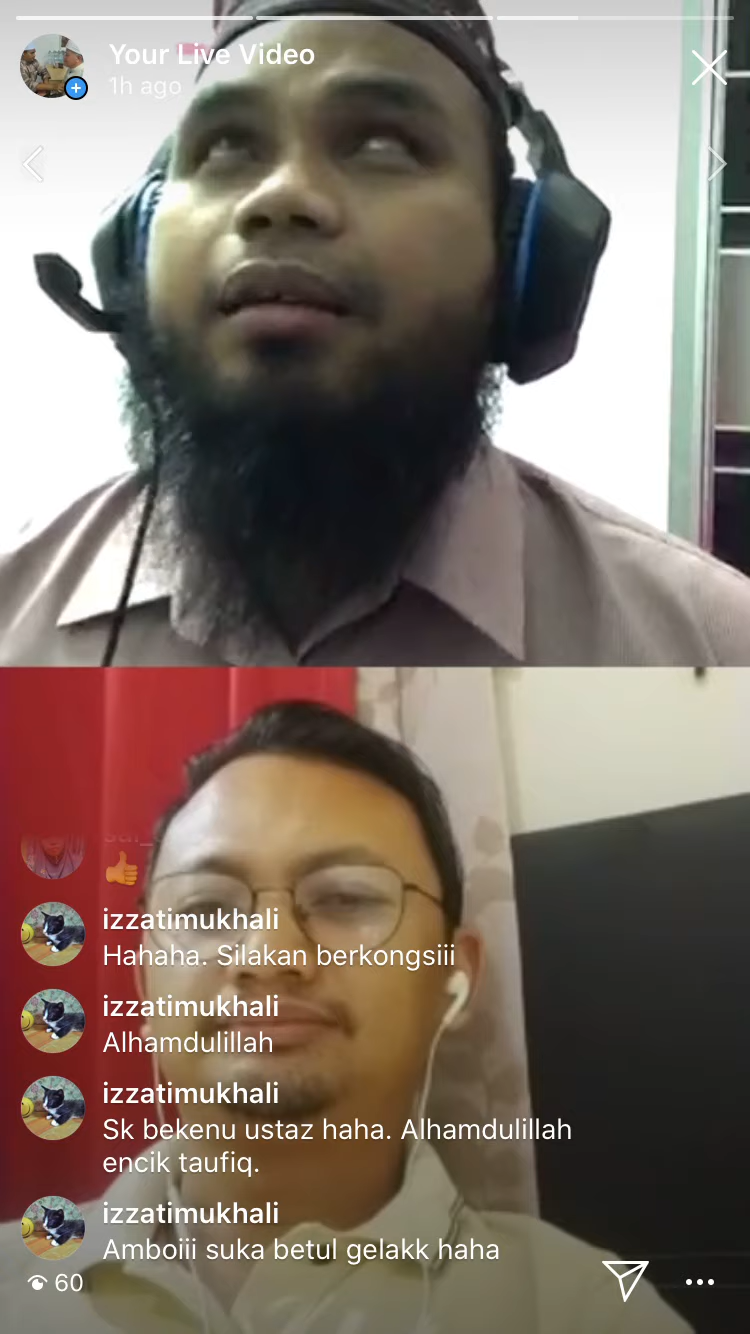 Your Live Video
1h ago
izzatimukhali
Hahaha. Silakan berkongsiii
izzatimukhali
Alhamdulillah
izzatimukhali
Sk bekenu ustaz haha. Alhamdulillah
encik taufiq.
izzatimukhali
Amboiii suka betul gelakk haha
60